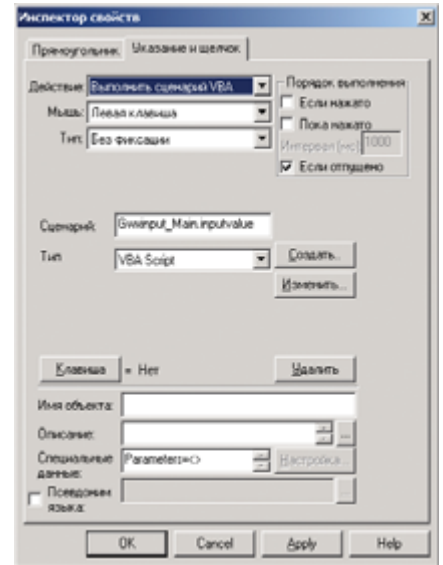 Инспектор свойств
Прямоугольник Указание и щелчок
Действие: Выполнить сценарий VBA
Порядок выполнения
Мышь: Левая клавиша
Если нажато
Тип: Без фиксации
Пока нажато
Интервал (мс) 1000
Если отпущено
Сценарий: Gwxinput_Main.inputvalue
Тип VBA Script
Создать..
Изменить...
Клавиша = Нет Удалить
Имя объекта:
Описание: ...
Специальные данные: Parameters=<> Настройка...
Псевдоним языка: ...
OK Cancel Apply Help